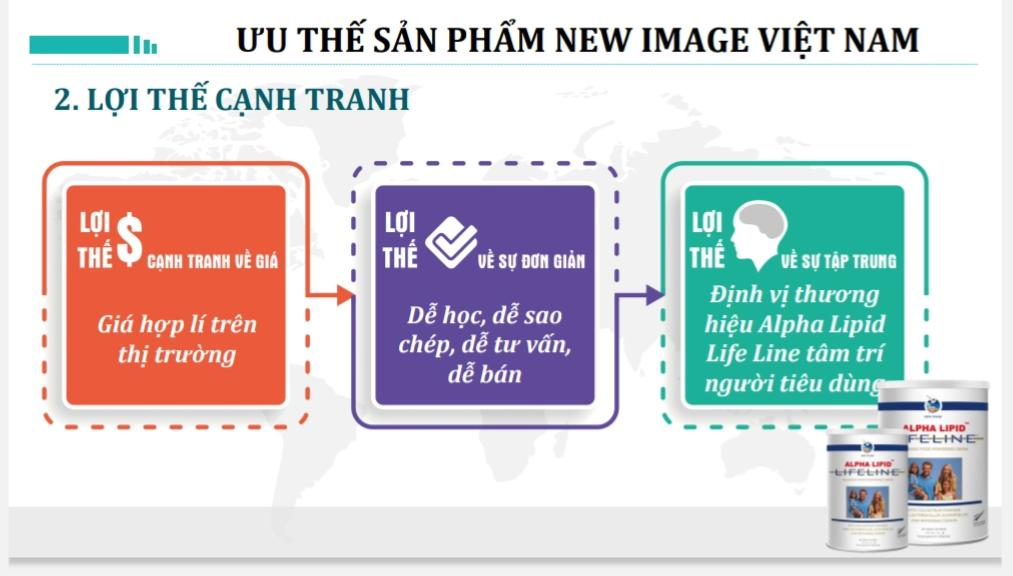 ƯU THẾ SẢN PHẨM NEW IMAGE VIỆT NAM
2. LỢI THẾ CẠNH TRANH
LỢI
THẾ $ CẠNH TRANH VỀ GIÁ
Giá hợp lí trên
thị trường
LỢI
THẾ VỀ SỰ ĐƠN GIẢN
Dễ học, dễ sao
chép, dễ tư vấn,
dễ bán
LỢI
THẾ VỀ SỰ TẬP TRUNG
Định vị thương
hiệu Alpha Lipid
Life Line tâm trí
người tiêu dùng
ALPHA LIPID™
LIFELINE
ALPHA LIPID™
FELINE